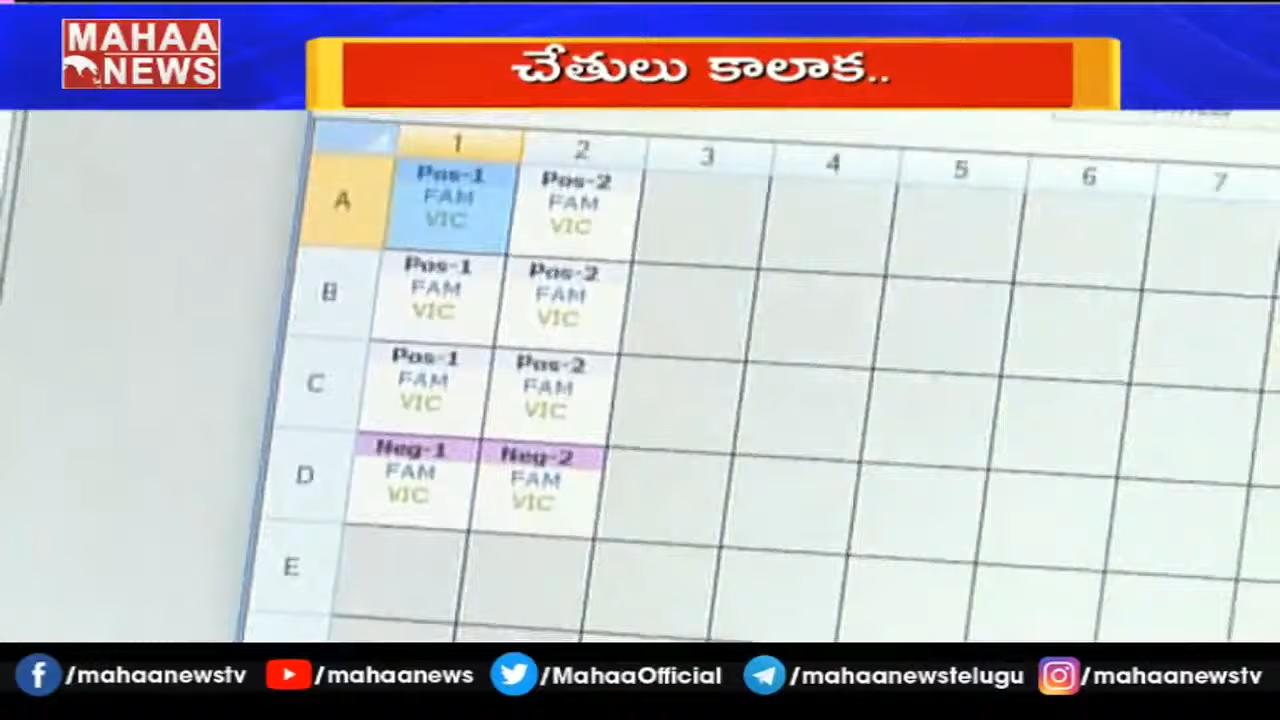 MAHAA
NEWS
చేతులు కాలాక..
1 2 3 4 5 6 7
A
Pos-1 Pos-2
FAM FAM
VIC VIC
B
Pos-1 Pos-2
FAM FAM
VIC VIC
C
Pos-1 Pos-2
FAM FAM
VIC VIC
D
Neg-1 Neg-2
FAM FAM
VIC VIC
E
/mahaanewstv /mahaanews /MahaaOfficial /mahaanewstelugu /mahaanewstv